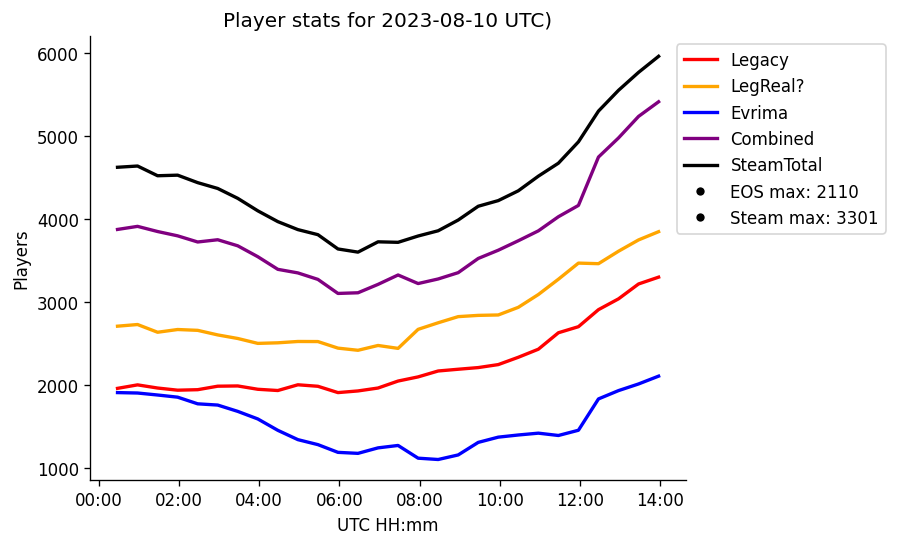 Player stats for 2023-08-10 UTC)
6000
5000
4000
3000
2000
1000
Players
00:00 02:00 04:00 06:00 08:00 10:00 12:00 14:00
UTC HH:mm
Legacy
LegReal?
Evrima
Combined
SteamTotal
EOS max: 2110
Steam max: 3301